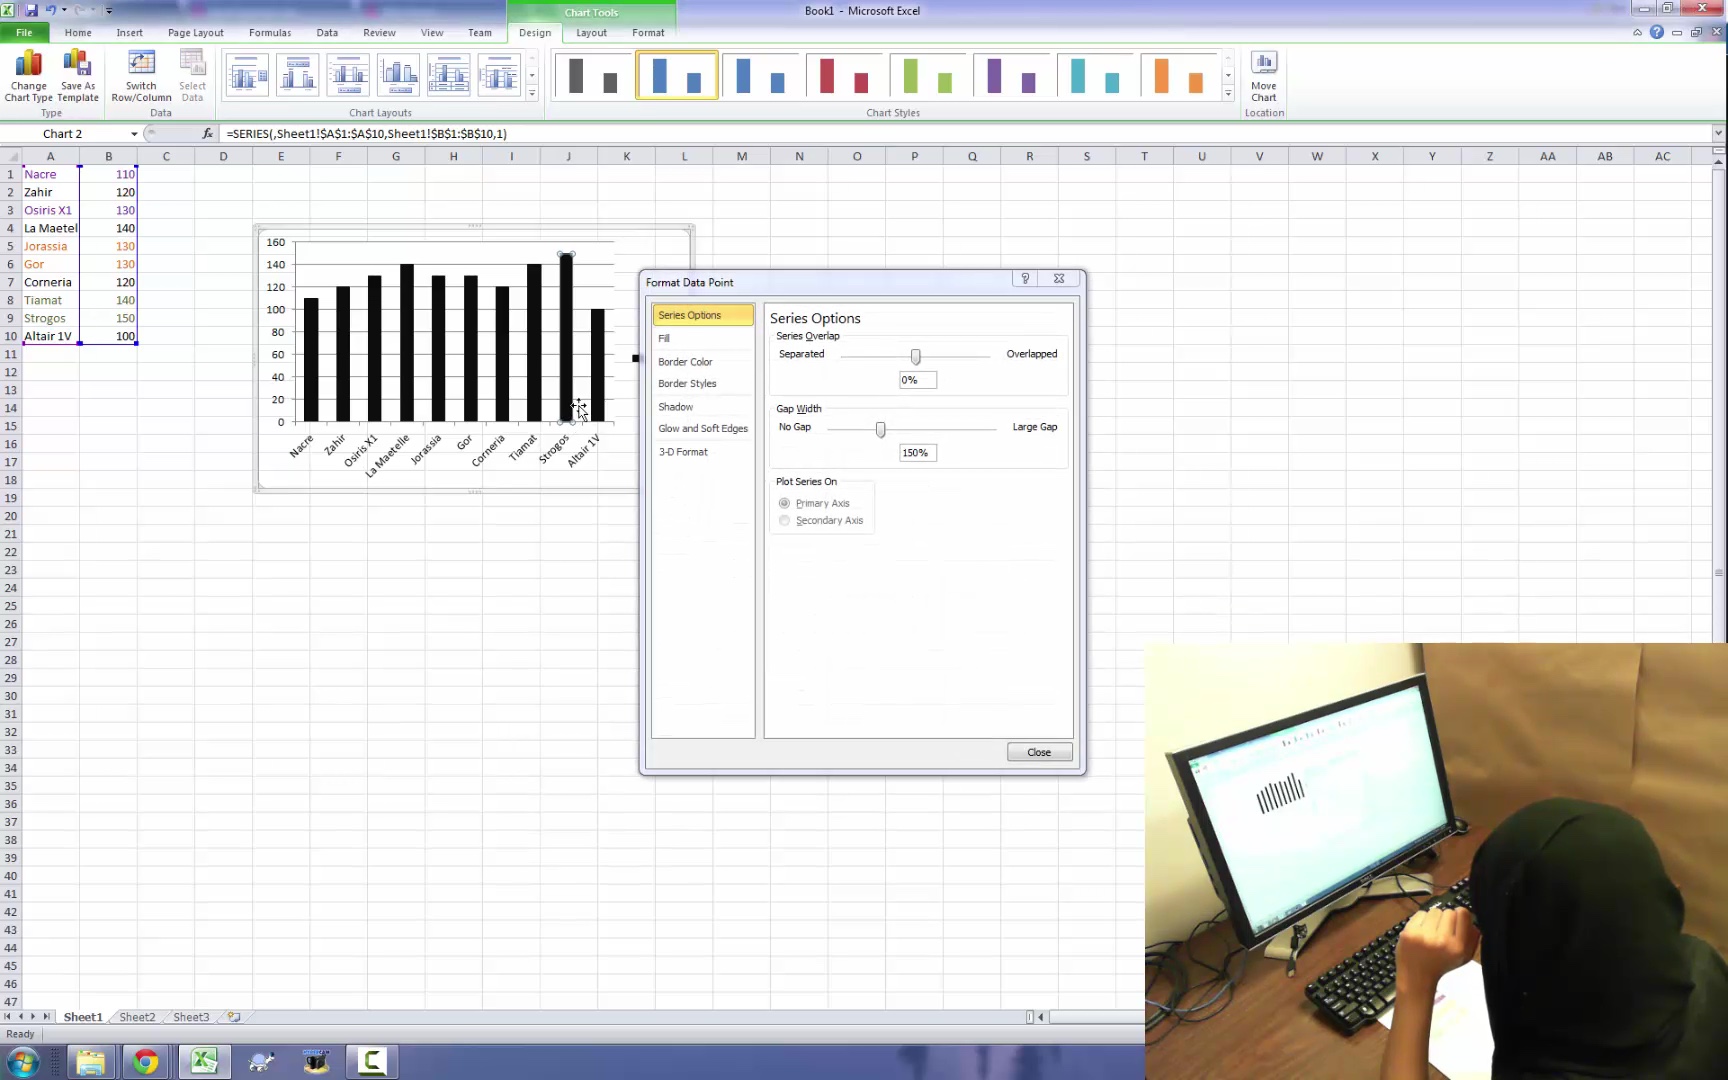 Book1 - Microsoft Excel
Chart Tools
File Home Insert Page Layout Formulas Data Review View Team Design Layout Format
Change Chart Type
Save As Template
Switch Row/Column
Select Data
Move Chart
Type Data Chart Layouts Chart Styles Location
Chart 2 fx =SERIES(,Sheet1!$A$1:$A$10,Sheet1!$B$1:$B$10,1)
A B C D E F G H I J K L M N O P Q R S T U V W X Y Z AA AB AC
1 Nacre 110
2 Zahir 120
3 Osiris X1 130
4 La Maetel 140
5 Jorassia 130
6 Gor 130
7 Corneria 120
8 Tiamat 140
9 Strogos 150
10 Altair 1V 100
11
12
13
14
15
16
17
18
19
20
21
22
23
24
25
26
27
28
29
30
31
32
33
34
35
36
37
38
39
40
41
42
43
44
45
46
47
160
140
120
100
80
60
40
20
0
Nacre Zahir Osiris X1 La Maetelle Jorassia Gor Corneria Tiamat Strogos Altair 1V
Format Data Point
Series Options
Fill
Border Color
Border Styles
Shadow
Glow and Soft Edges
3-D Format
Series Options
Series Overlap
Separated Overlapped
0%
Gap Width
No Gap Large Gap
150%
Plot Series On
Primary Axis
Secondary Axis
Close
Sheet1 Sheet2 Sheet3
Ready